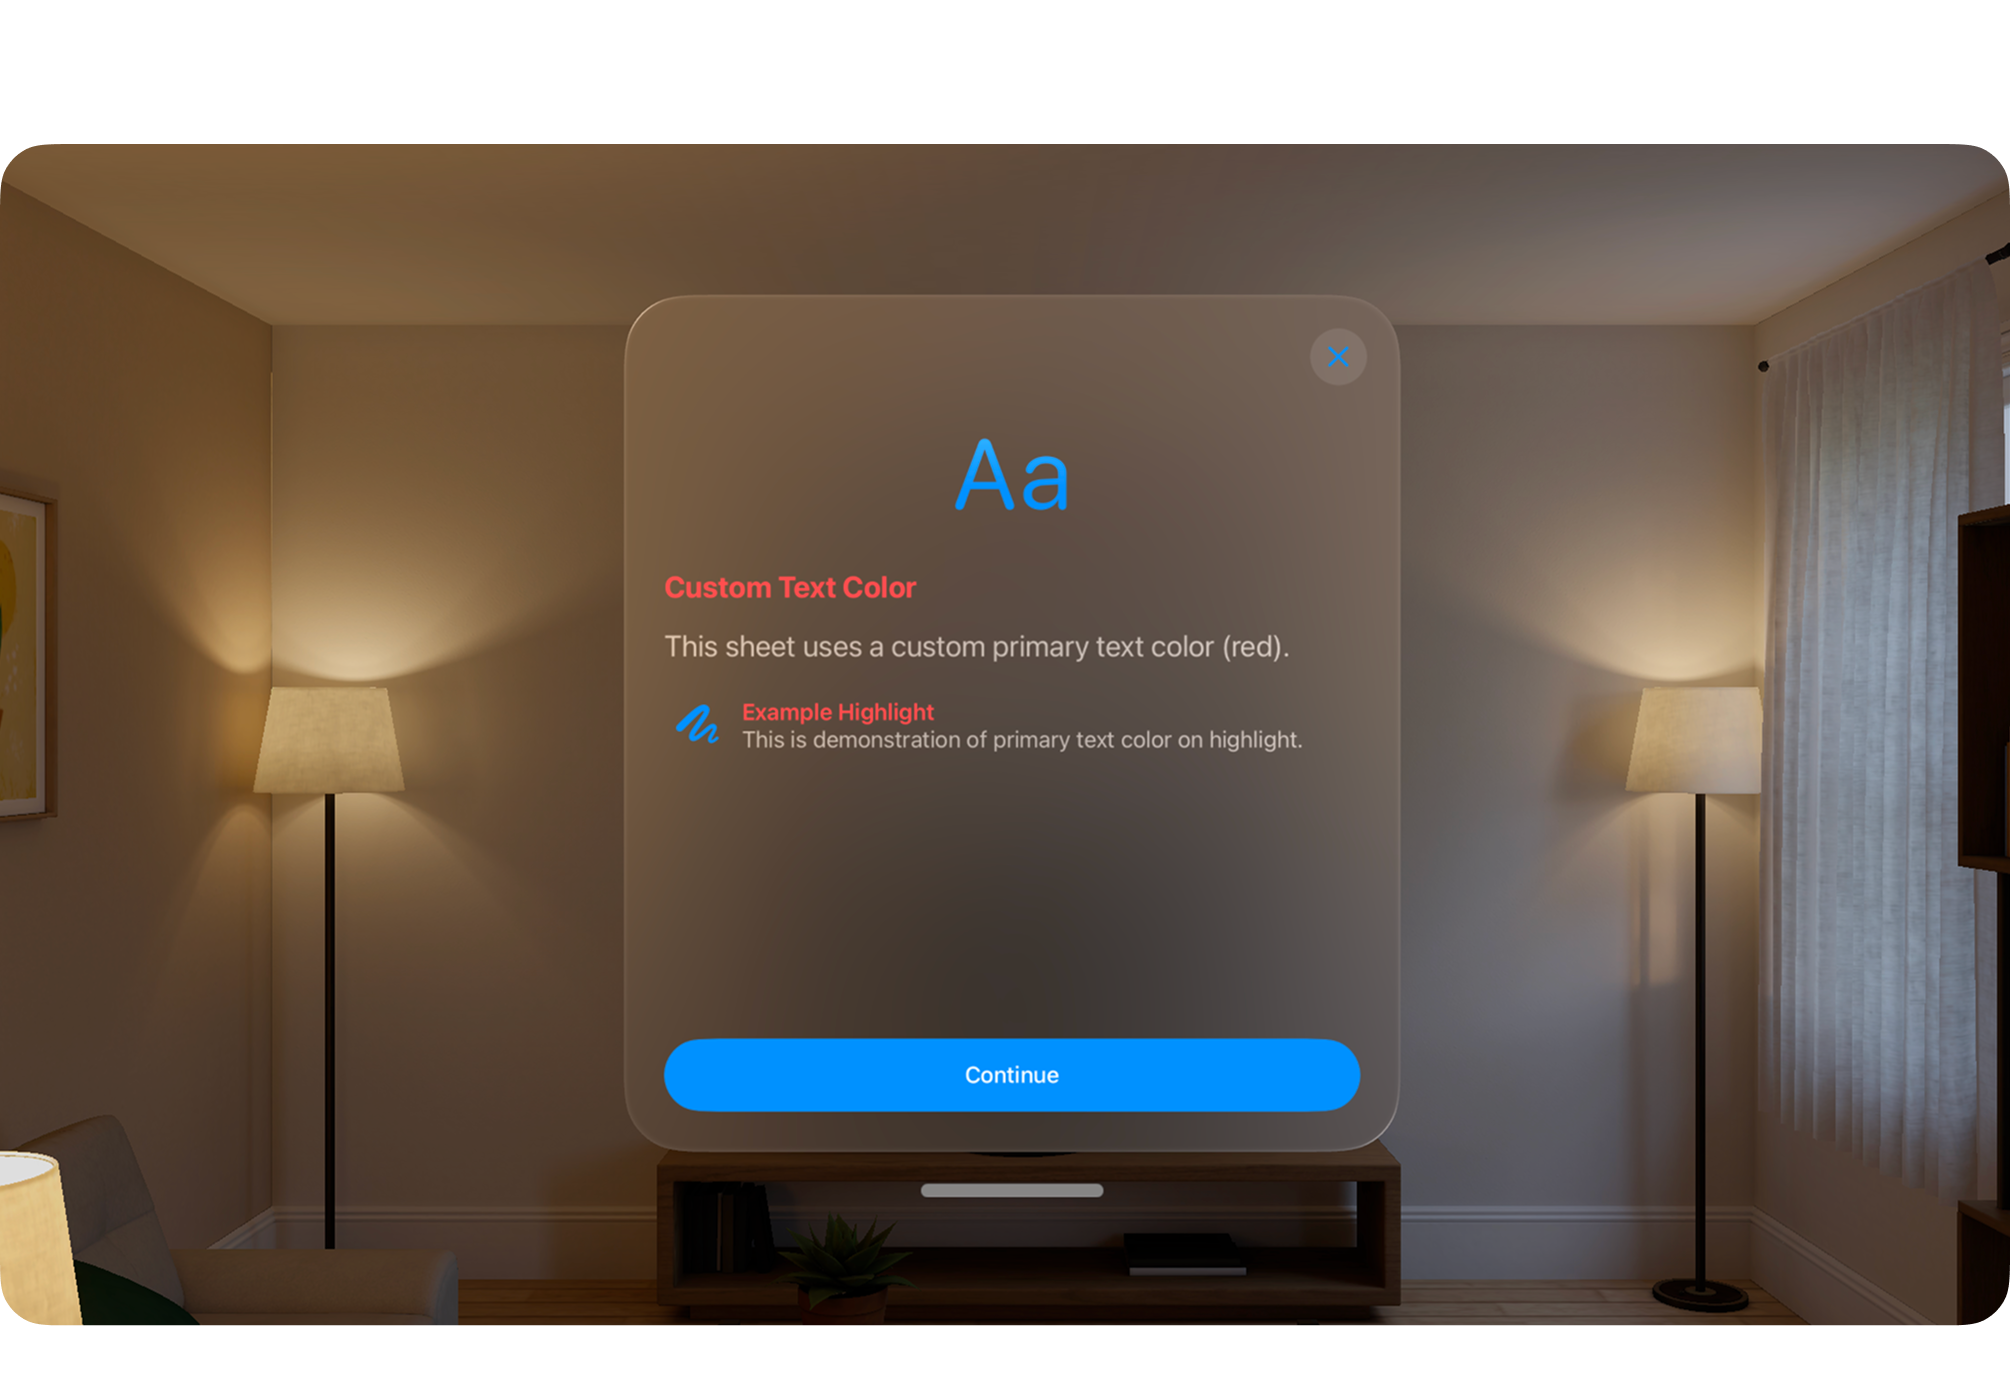 Aa
Custom Text Color
This sheet uses a custom primary text color (red).
Example Highlight
This is demonstration of primary text color on highlight.
Continue